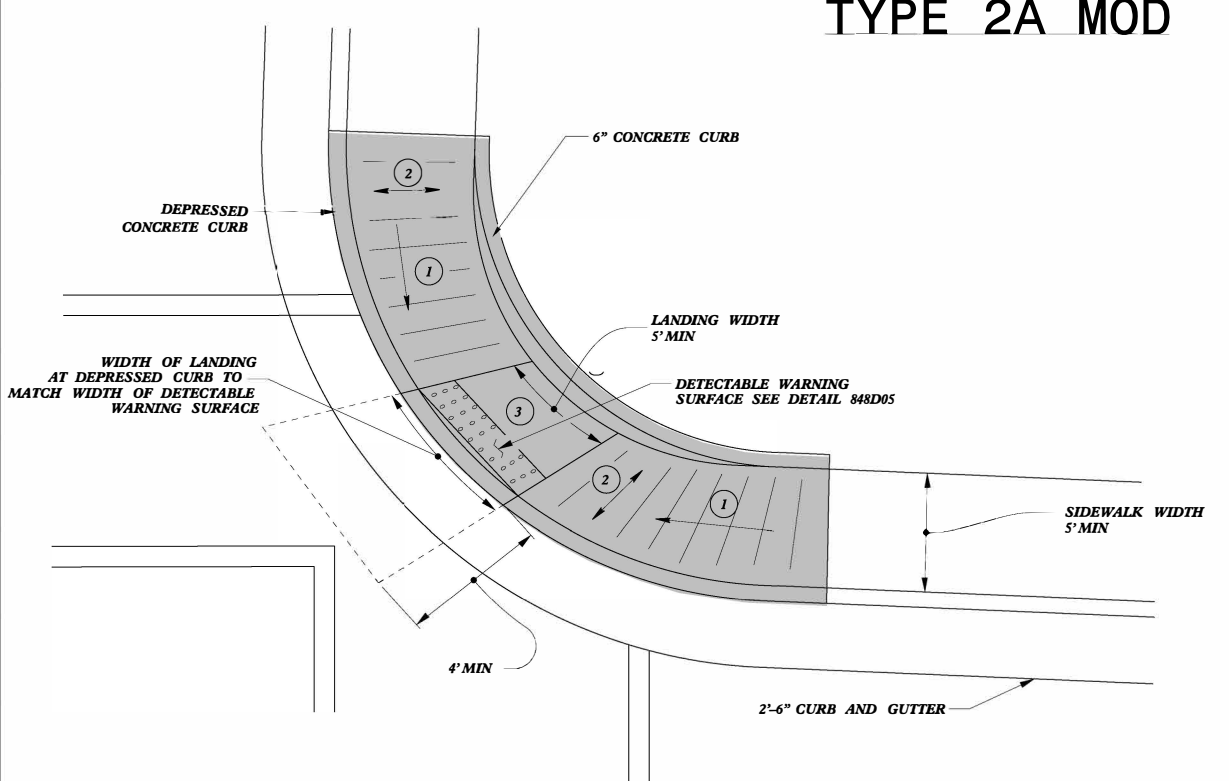 TYPE 2A MOD
6” CONCRETE CURB
2
DEPRESSED
CONCRETE CURB
1
LANDING WIDTH
5’ MIN
WIDTH OF LANDING
AT DEPRESSED CURB TO
MATCH WIDTH OF DETECTABLE
WARNING SURFACE
DETECTABLE WARNING
SURFACE SEE DETAIL 848D05
3
2
1
SIDEWALK WIDTH
5’ MIN
4’ MIN
2’-6” CURB AND GUTTER